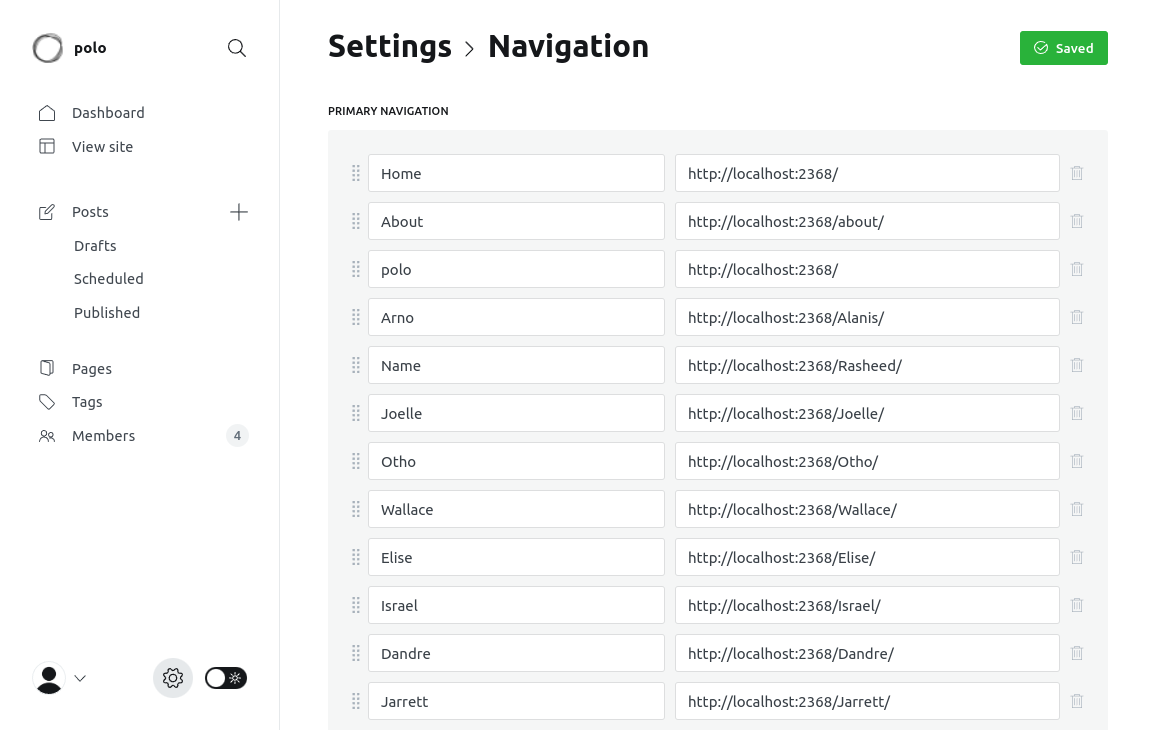 polo
Settings > Navigation
Saved
Dashboard
View site
Posts
Drafts
Scheduled
Published
Pages
Tags
Members 4
PRIMARY NAVIGATION
Home http://localhost:2368/
About http://localhost:2368/about/
polo http://localhost:2368/
Arno http://localhost:2368/Alanis/
Name http://localhost:2368/Rasheed/
Joelle http://localhost:2368/Joelle/
Otho http://localhost:2368/Otho/
Wallace http://localhost:2368/Wallace/
Elise http://localhost:2368/Elise/
Israel http://localhost:2368/Israel/
Dandre http://localhost:2368/Dandre/
Jarrett http://localhost:2368/Jarrett/